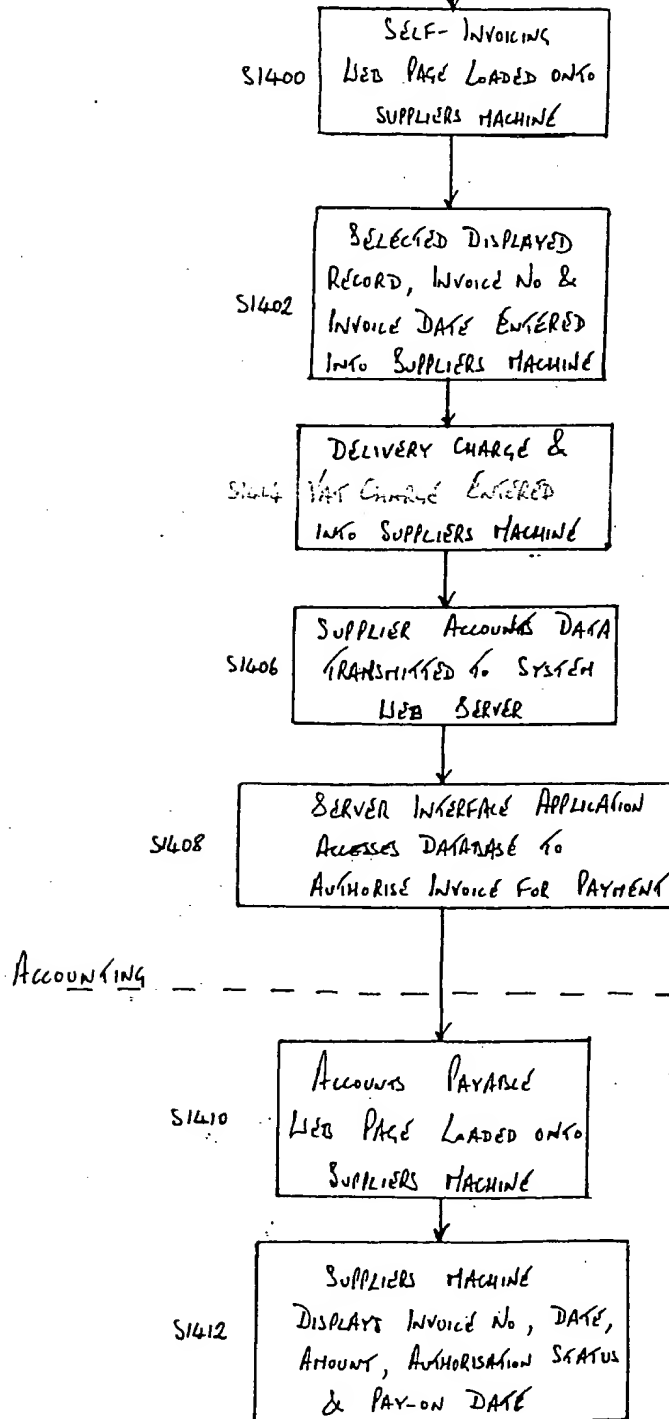 SELF-INVOICING
S1400 WEB PAGE LOADED ONTO
SUPPLIERS MACHINE
SELECTED DISPLAYED
RECORD, INVOICE NO &
S1402 INVOICE DATE ENTERED
INTO SUPPLIERS MACHINE
DELIVERY CHARGE &
VAT CHARGE ENTERED
INTO SUPPLIERS MACHINE
SUPPLIER ACCOUNTS DATA
S1406 TRANSMITTED TO SYSTEM
WEB SERVER
SERVER INTERFACE APPLICATION
S1408 ACCESSES DATABASE TO
AUTHORISE INVOICE FOR PAYMENT
ACCOUNTING
ACCOUNTS PAYABLE
S1410 WEB PAGE LOADED ONTO
SUPPLIERS MACHINE
SUPPLIERS MACHINE
S1412 DISPLAYS INVOICE NO, DATE,
AMOUNT, AUTHORISATION STATUS
& PAY-ON DATE